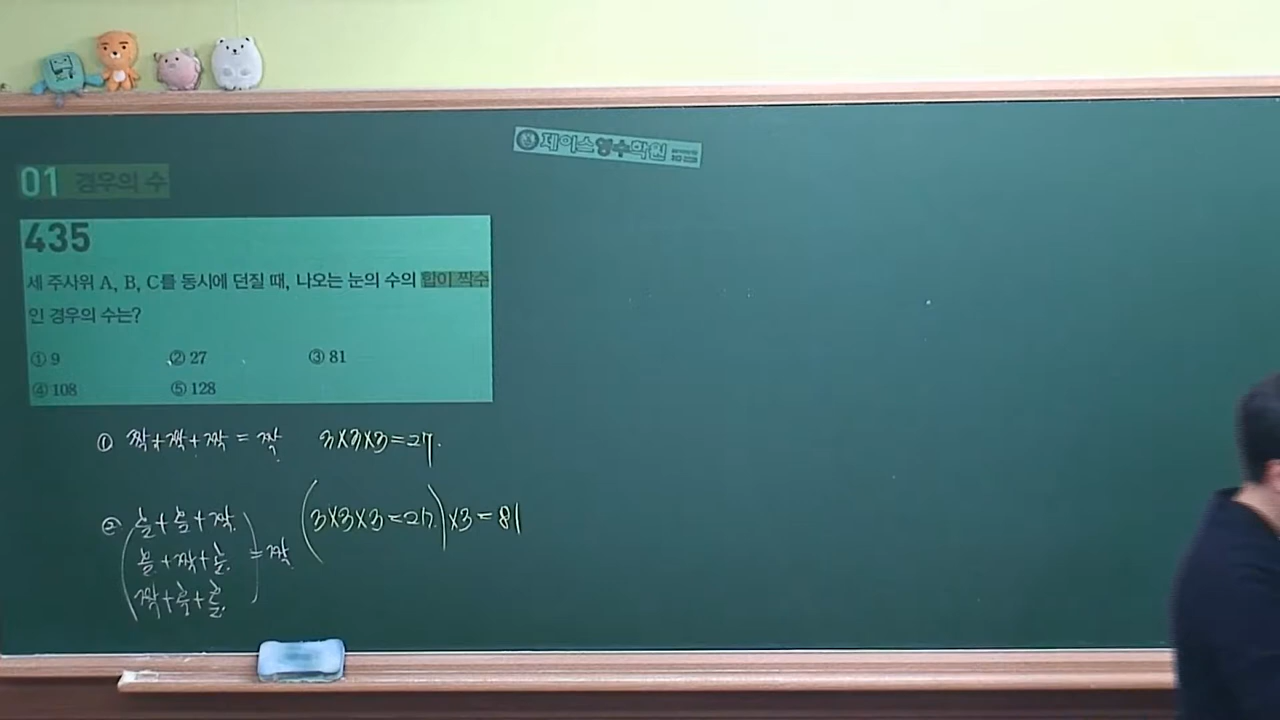 제이스영수학원
01 경우의 수
435
세 주사위 A, B, C를 동시에 던질 때, 나오는 눈의 수의 합이 짝수
인 경우의 수는?
① 9 ② 27 ③ 81
④ 108 ⑤ 128
① 짝+짝+짝 = 짝 3×3×3=27.
② 홀+홀+짝 (3×3×3=27.)×3=81
홀+짝+홀 =짝
짝+홀+홀